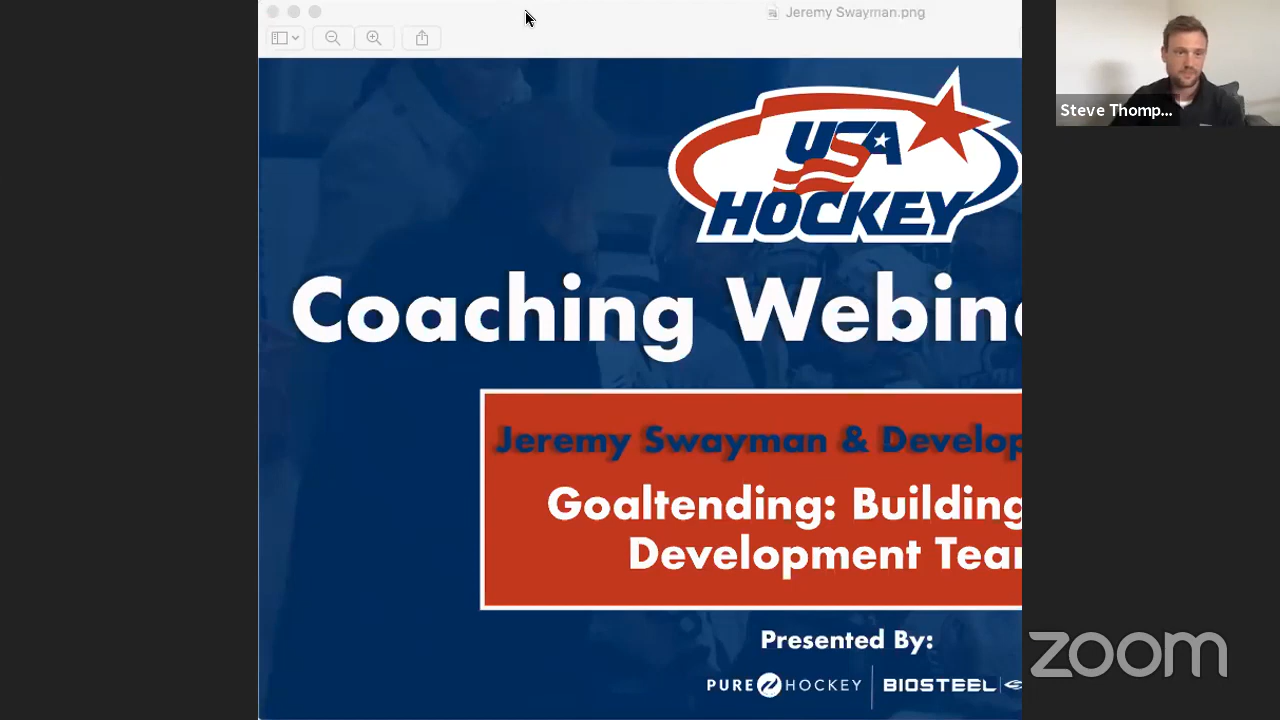 Jeremy Swayman.png
Steve Thomp...
USA
HOCKEY
Coaching Webin
Jeremy Swayman & Develop
Goaltending: Building
Development Tea
Presented By:
PURE HOCKEY BIOSTEEL
zoom